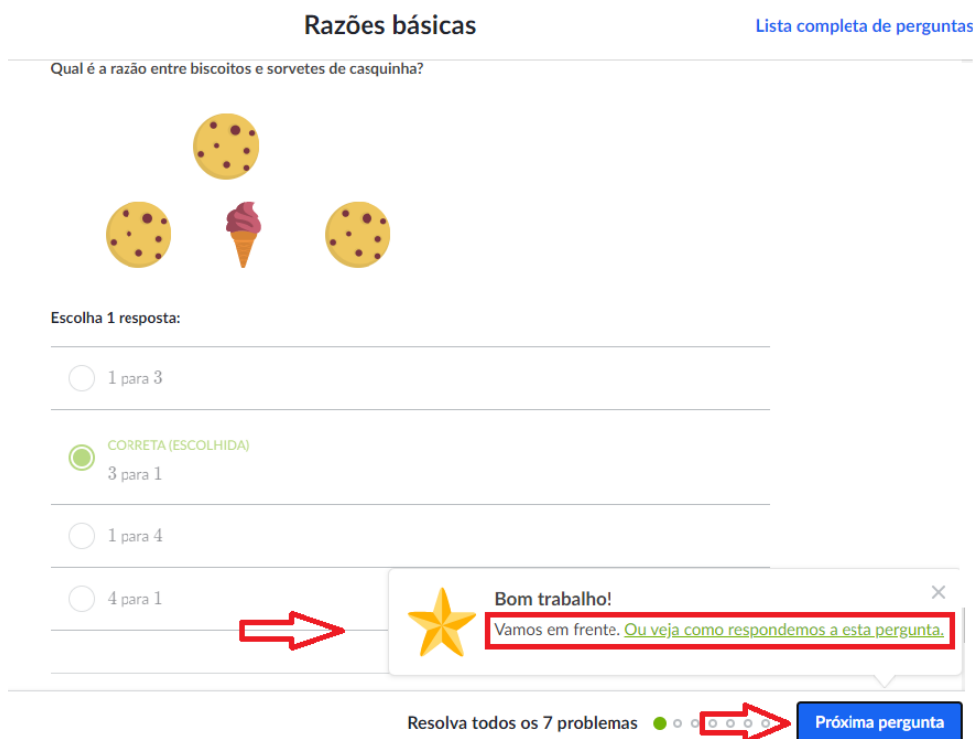 Razões básicas
Lista completa de perguntas
Qual é a razão entre biscoitos e sorvetes de casquinha?
Escolha 1 resposta:
1 para 3
CORRETA (ESCOLHIDA)
3 para 1
1 para 4
4 para 1
Bom trabalho!
Vamos em frente. Ou veja como respondemos a esta pergunta.
Resolva todos os 7 problemas
Próxima pergunta